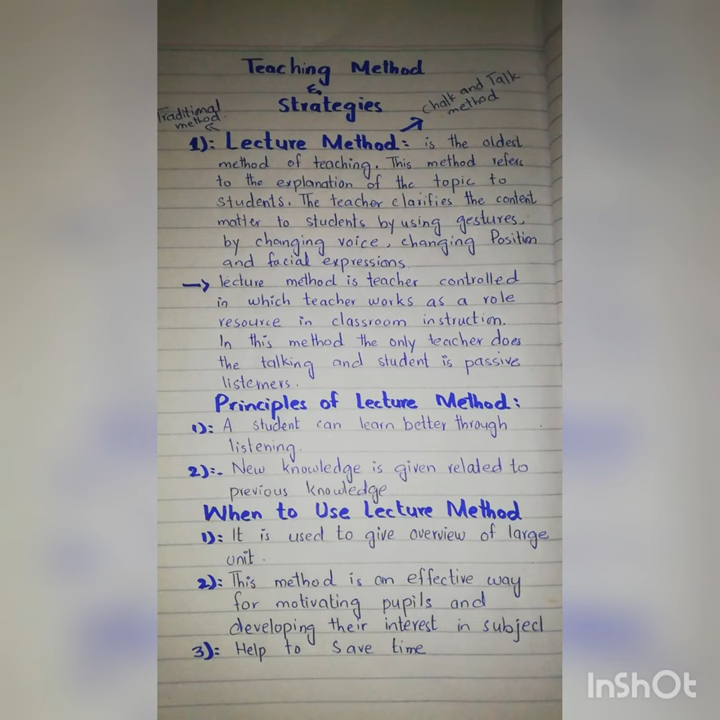 Teaching Method
&
Strategies
Traditimal
method.
Chalk and Talk
method
1): Lecture Method: is the oldest
method of teaching. This method refers
to the explanation of the topic to
students. The teacher clarifies the content
matter to students by using gestures,
by changing voice, changing Position
and facial expressions.
→ lecture method is teacher controlled
in which teacher works as a role
resource in classroom instruction.
In this method the only teacher does
the talking and student is passive
listerners.
Principles of lecture Method:
1): A student can learn better through
listening.
2):- New knowledge is given related to
previous knowledge
When to Use Lecture Method
1): It is used to give overview of large
unit.
2): This method is an effective way
for motivating pupils and
developing their interest in subject
3): Help to save time
InShOt